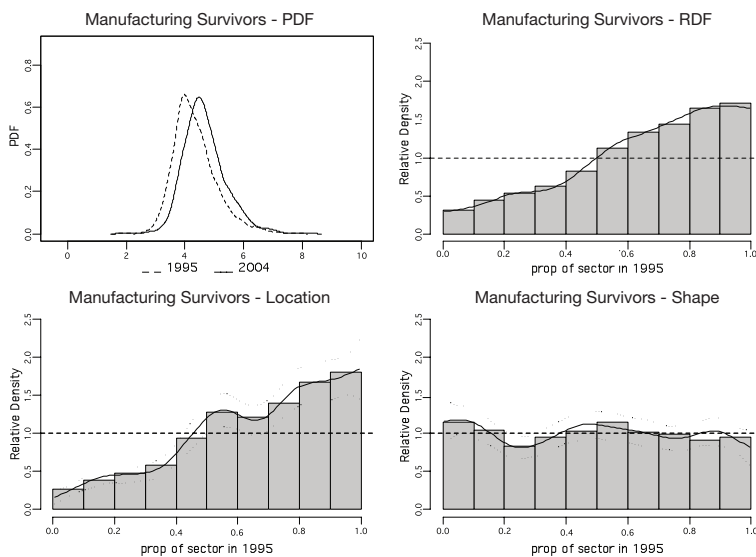 Manufacturing Survivors - PDF
PDF
0.0 0.2 0.4 0.6 0.8
0 2 4 6 8 10
1995 2004
Manufacturing Survivors - RDF
Relative Density
0.0 0.5 1.0 1.5 2.0 2.5
0.0 0.2 0.4 0.6 0.8 1.0
prop of sector in 1995
Manufacturing Survivors - Location
Relative Density
0.0 0.5 1.0 1.5 2.0 2.5
0.0 0.2 0.4 0.6 0.8 1.0
prop of sector in 1995
Manufacturing Survivors - Shape
Relative Density
0.0 0.5 1.0 1.5 2.0 2.5
0.0 0.2 0.4 0.6 0.8 1.0
prop of sector in 1995